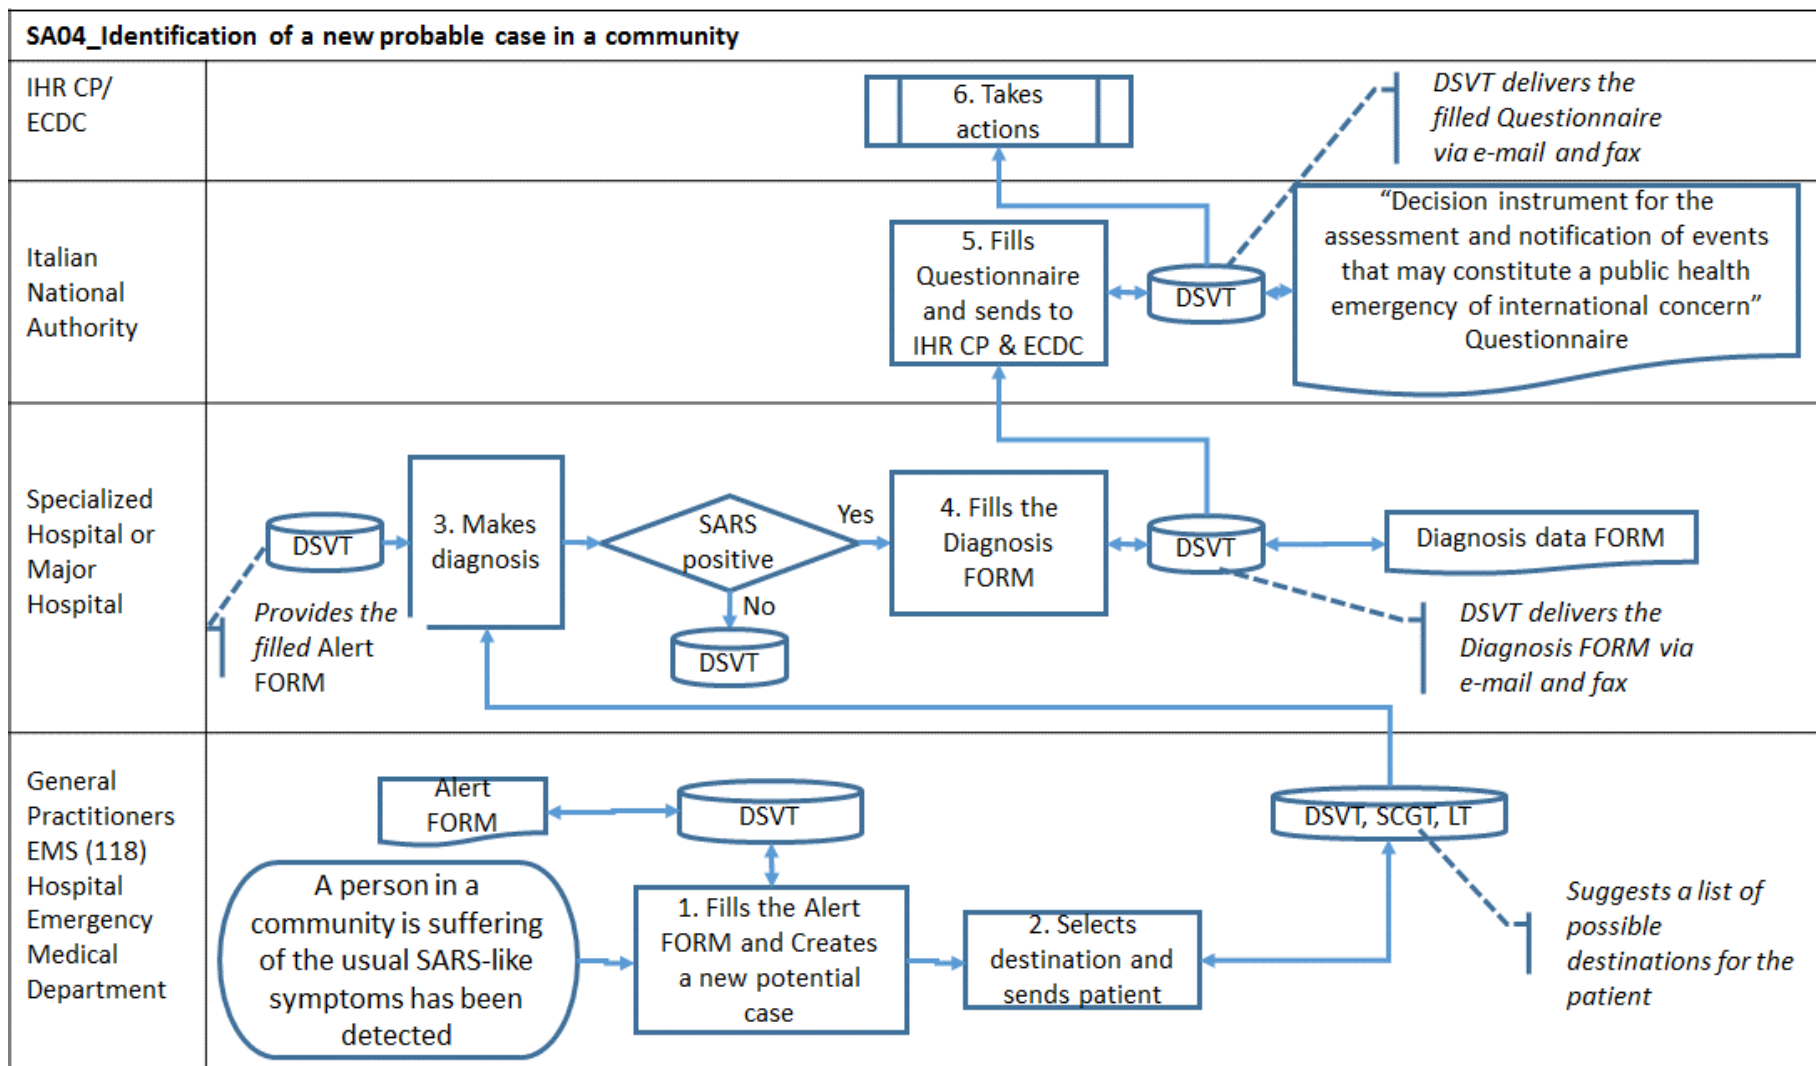 SA04_Identification of a new probable case in a community
IHR CP/
ECDC
6. Takes
actions
DSVT delivers the
filled Questionnaire
via e-mail and fax
Italian
National
Authority
5. Fills
Questionnaire
and sends to
IHR CP & ECDC
DSVT
“Decision instrument for the
assessment and notification of events
that may constitute a public health
emergency of international concern”
Questionnaire
Specialized
Hospital or
Major
Hospital
DSVT
Provides the
filled Alert
FORM
3. Makes
diagnosis
SARS
positive
Yes
No
DSVT
4. Fills the
Diagnosis
FORM
DSVT
Diagnosis data FORM
DSVT delivers the
Diagnosis FORM via
e-mail and fax
General
Practitioners
EMS (118)
Hospital
Emergency
Medical
Department
Alert
FORM
DSVT
DSVT, SCGT, LT
A person in a
community is suffering
of the usual SARS-like
symptoms has been
detected
1. Fills the Alert
FORM and Creates
a new potential
case
2. Selects
destination and
sends patient
Suggests a list of
possible
destinations for the
patient